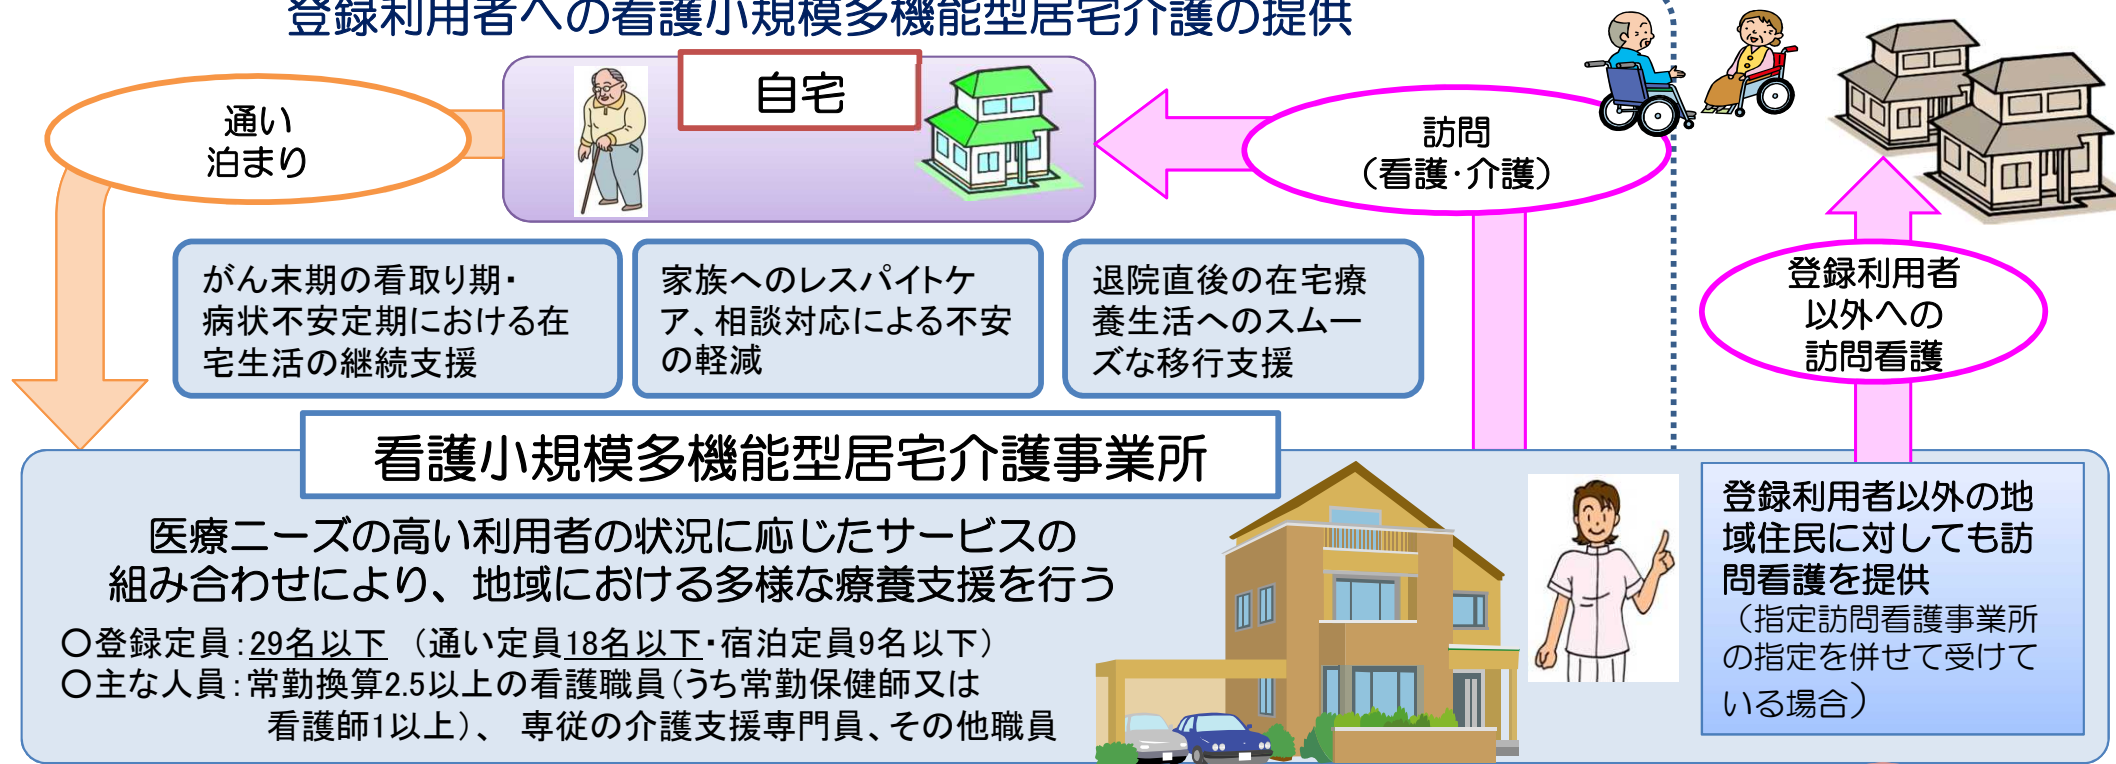 登録利用者への看護小規模多機能型居宅介護の提供
自宅
通い
泊まり
訪問
（看護・介護）
がん末期の看取り期・
病状不安定期における在
宅生活の継続支援
家族へのレスパイトケ
ア、相談対応による不安
の軽減
退院直後の在宅療
養生活へのスムー
ズな移行支援
登録利用者
以外への
訪問看護
看護小規模多機能型居宅介護事業所
医療ニーズの高い利用者の状況に応じたサービスの
組み合わせにより、地域における多様な療養支援を行う
○登録定員：29名以下 （通い定員18名以下・宿泊定員9名以下）
○主な人員：常勤換算2.5以上の看護職員（うち常勤保健師又は
看護師1以上）、 専従の介護支援専門員、その他職員
登録利用者以外の地
域住民に対しても訪
問看護を提供
（指定訪問看護事業所
の指定を併せて受けて
いる場合）